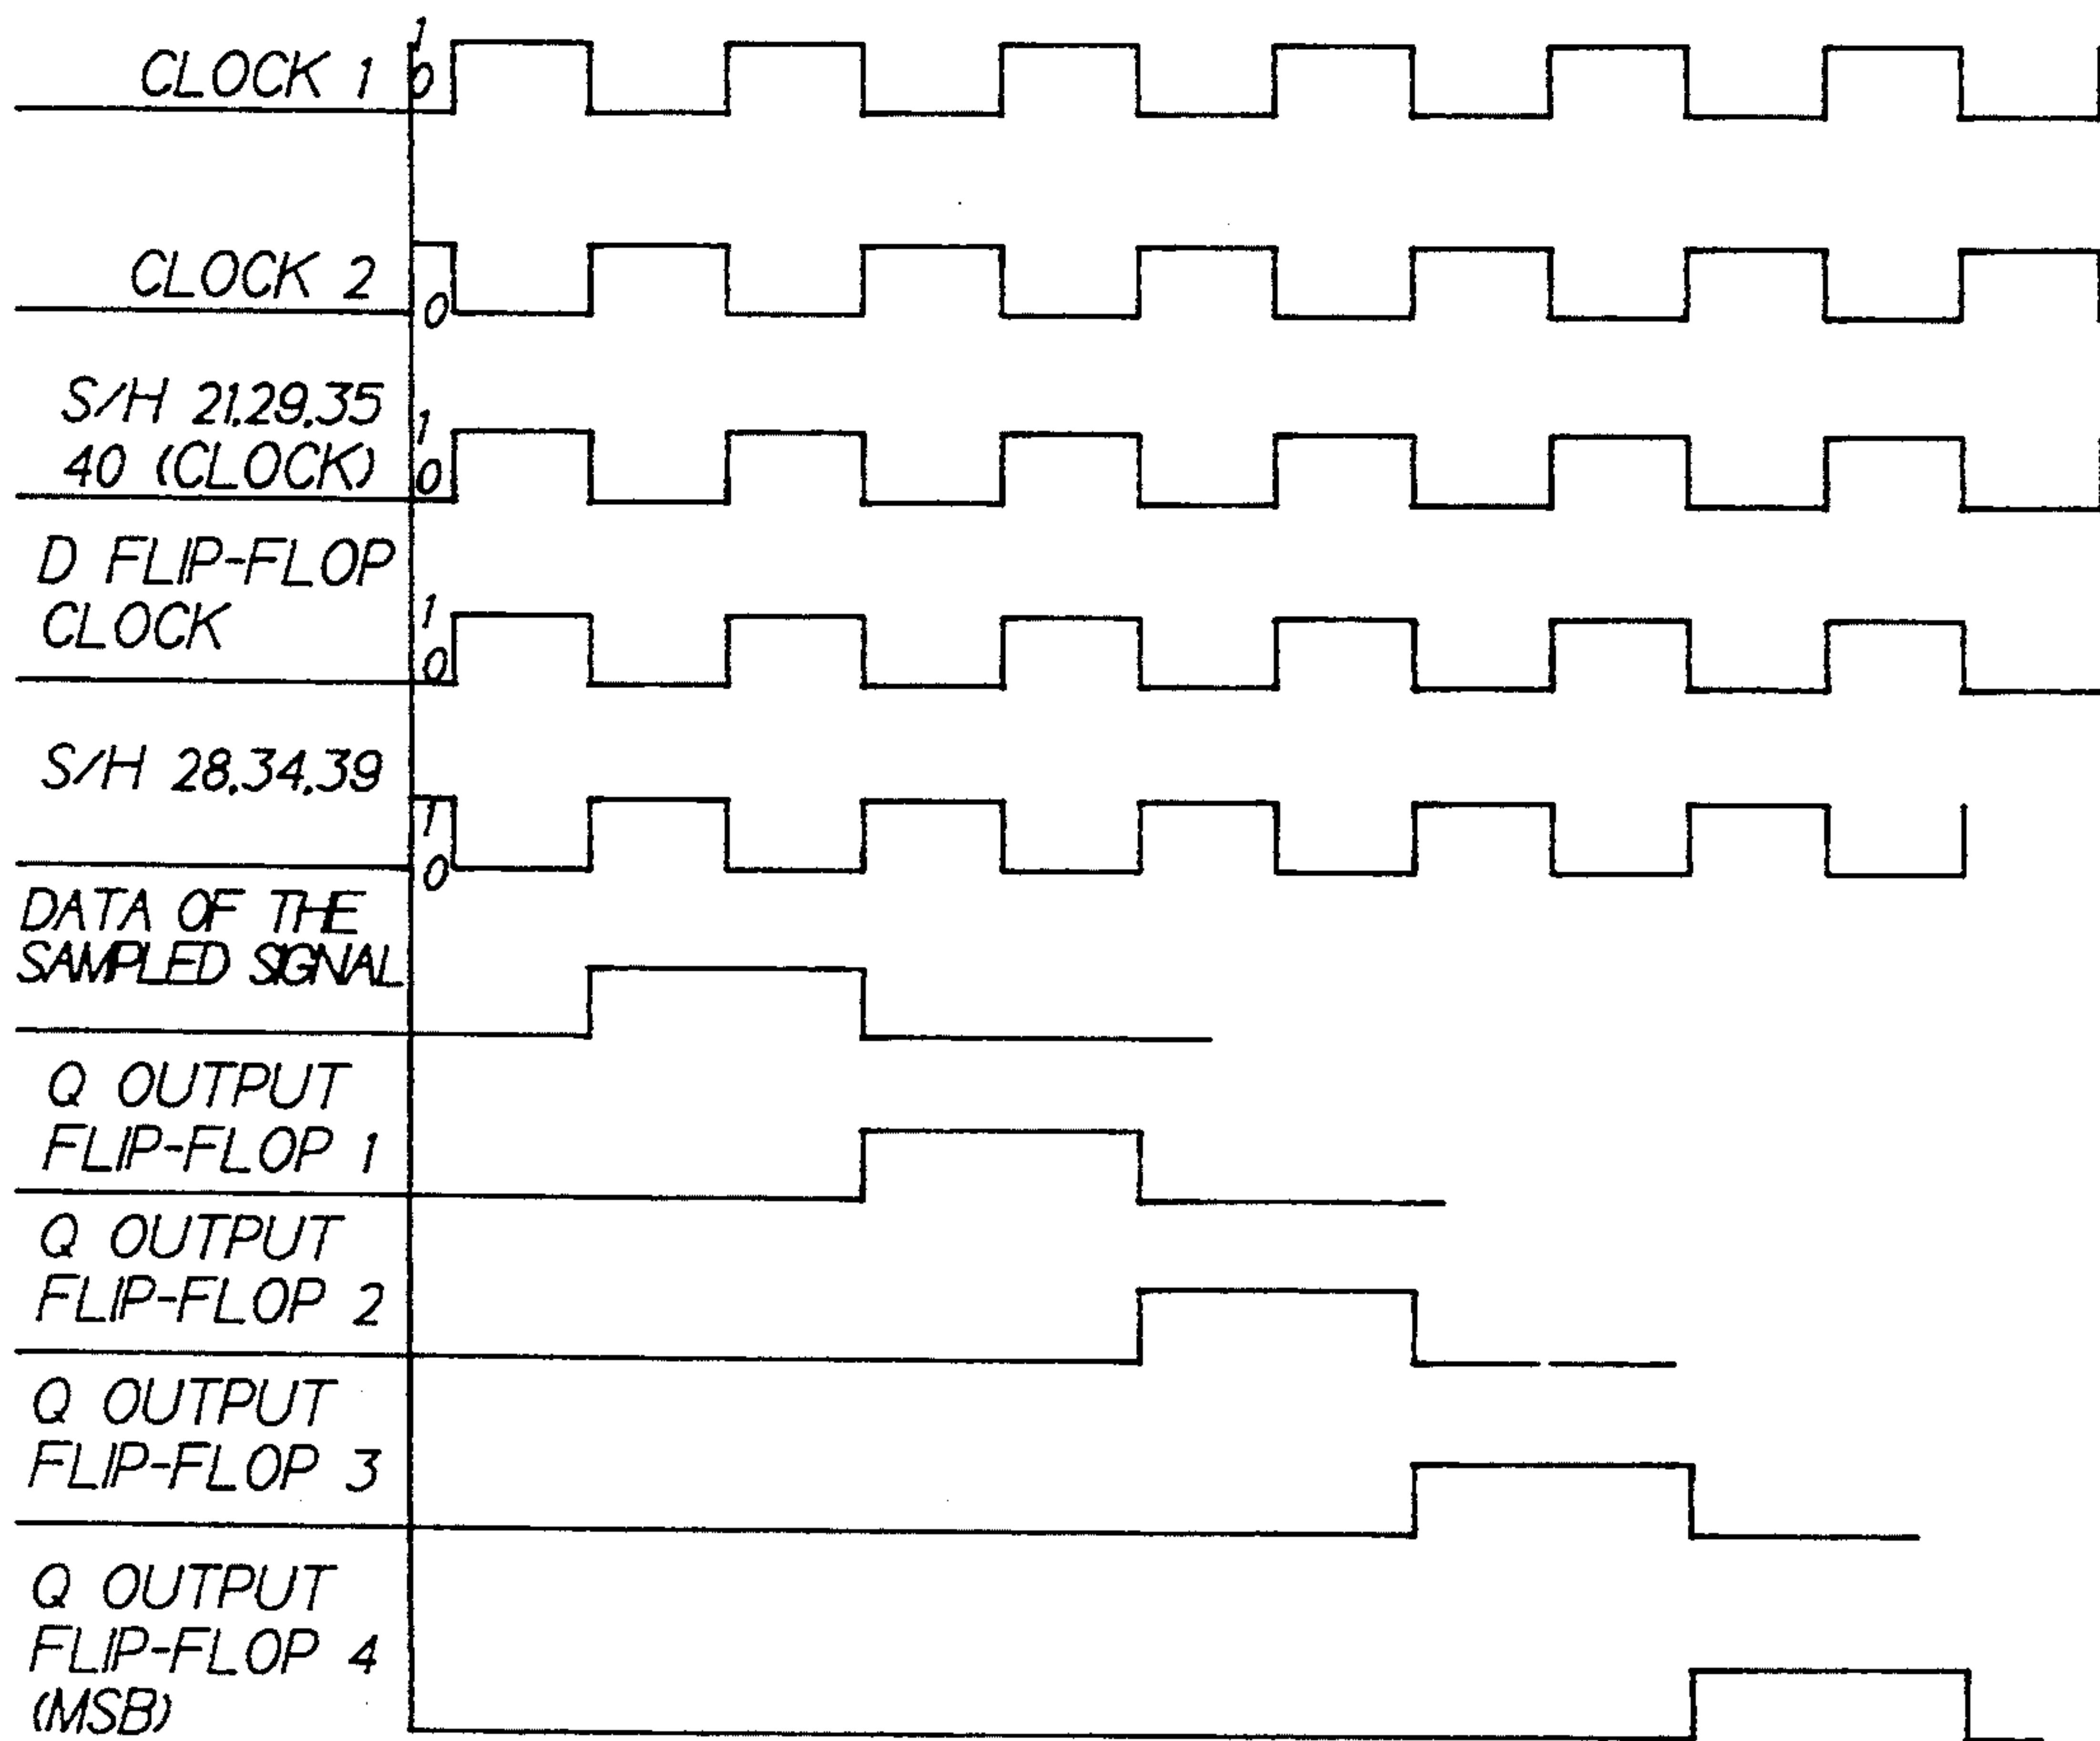 CLOCK 1
1
0
CLOCK 2
0
S/H 21,29,35
40 (CLOCK)
1
0
D FLIP-FLOP
CLOCK
1
0
S/H 28,34,39
1
0
DATA OF THE
SAMPLED SIGNAL
Q OUTPUT
FLIP-FLOP 1
Q OUTPUT
FLIP-FLOP 2
Q OUTPUT
FLIP-FLOP 3
Q OUTPUT
FLIP-FLOP 4
(MSB)